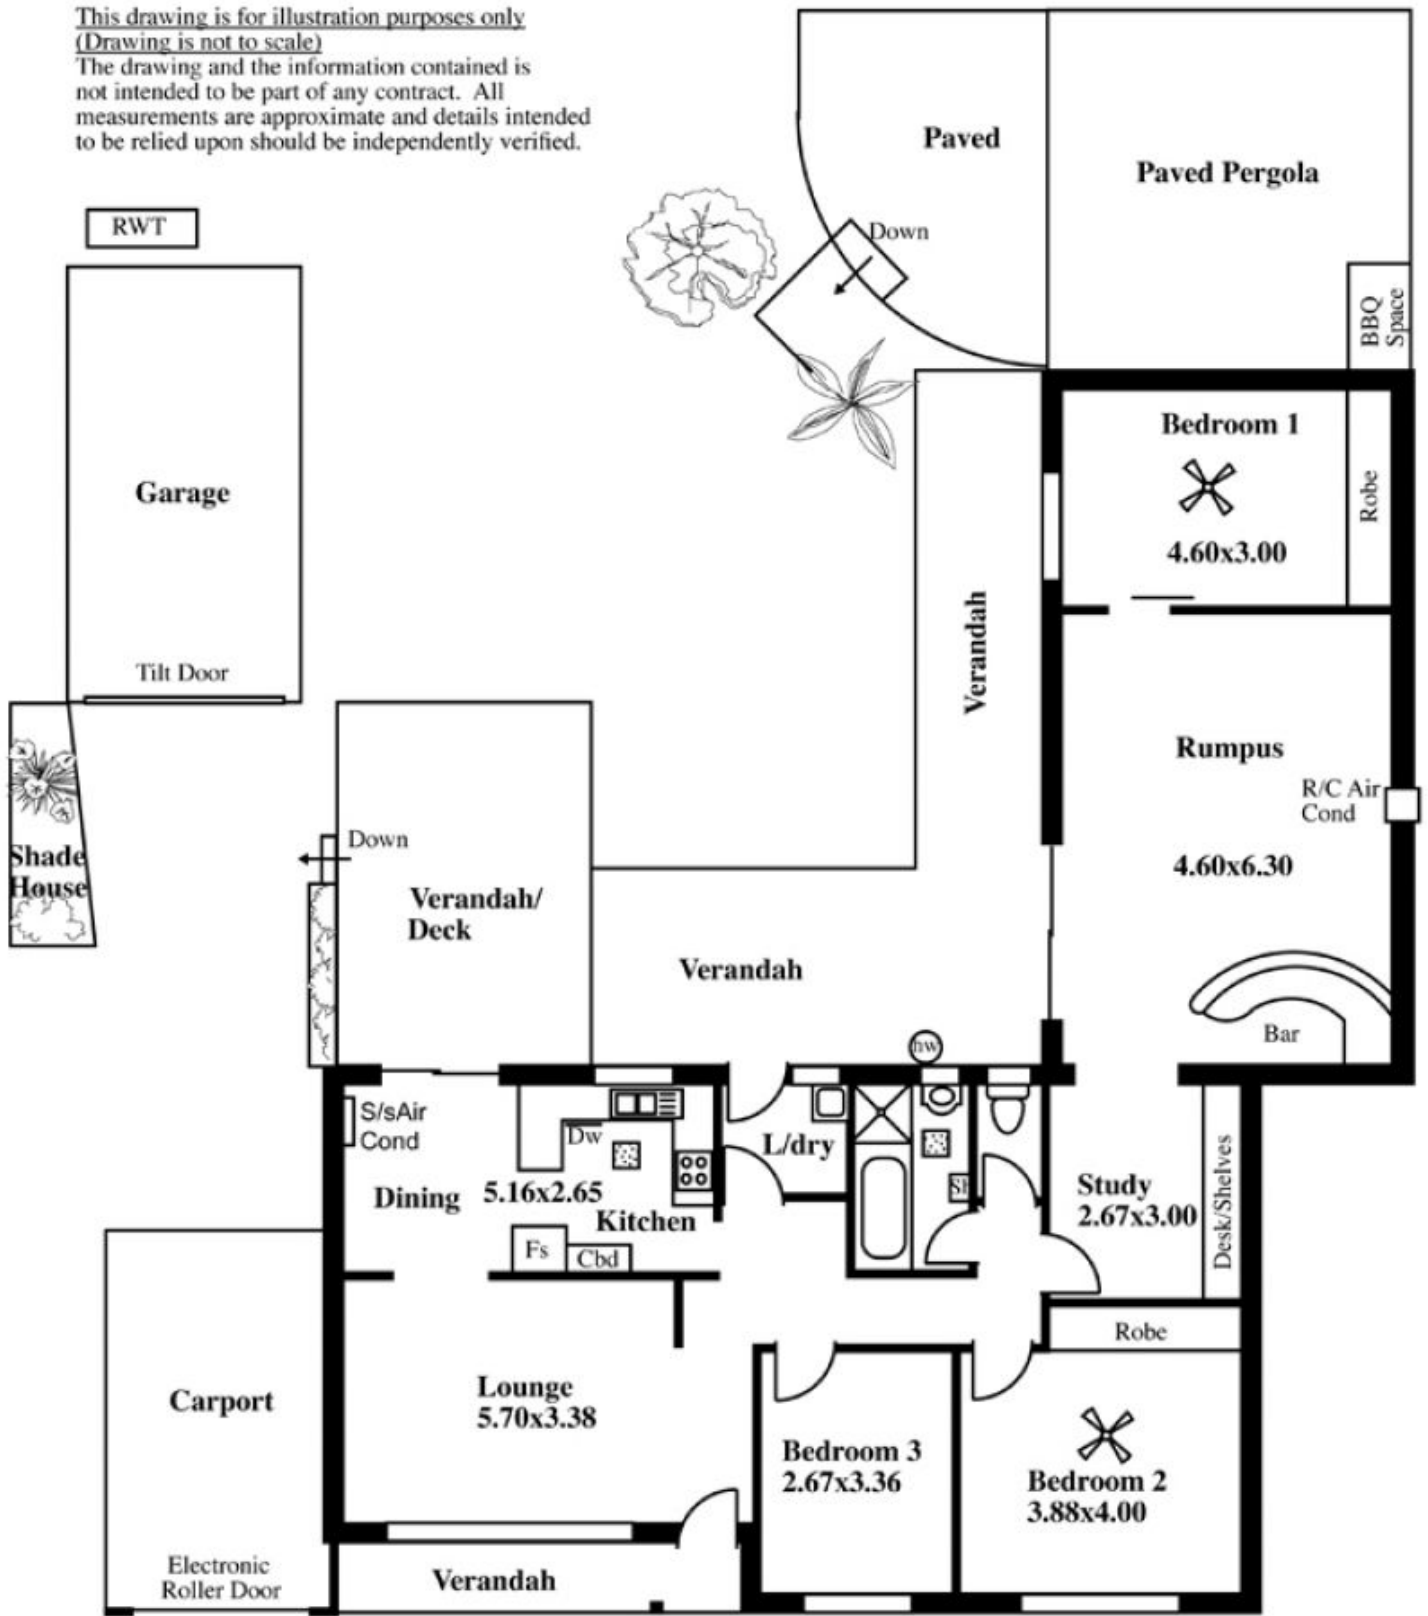 This drawing is for illustration purposes only
(Drawing is not to scale)
The drawing and the information contained is
not intended to be part of any contract. All
measurements are approximate and details intended
to be relied upon should be independently verified.
RWT
Paved
Paved Pergola
Down
BBQ
Space
Garage
Tilt Door
Bedroom 1
4.60x3.00
Robe
Verandah
Rumpus
R/C Air
Cond
4.60x6.30
Bar
Shade
House
Down
Verandah/
Deck
Verandah
hw
S/sAir
Cond
Dining
5.16x2.65
Kitchen
Dw
Fs
Cbd
L/dry
Study
2.67x3.00
Desk/Shelves
Robe
Carport
Electronic
Roller Door
Lounge
5.70x3.38
Bedroom 3
2.67x3.36
Bedroom 2
3.88x4.00
Verandah